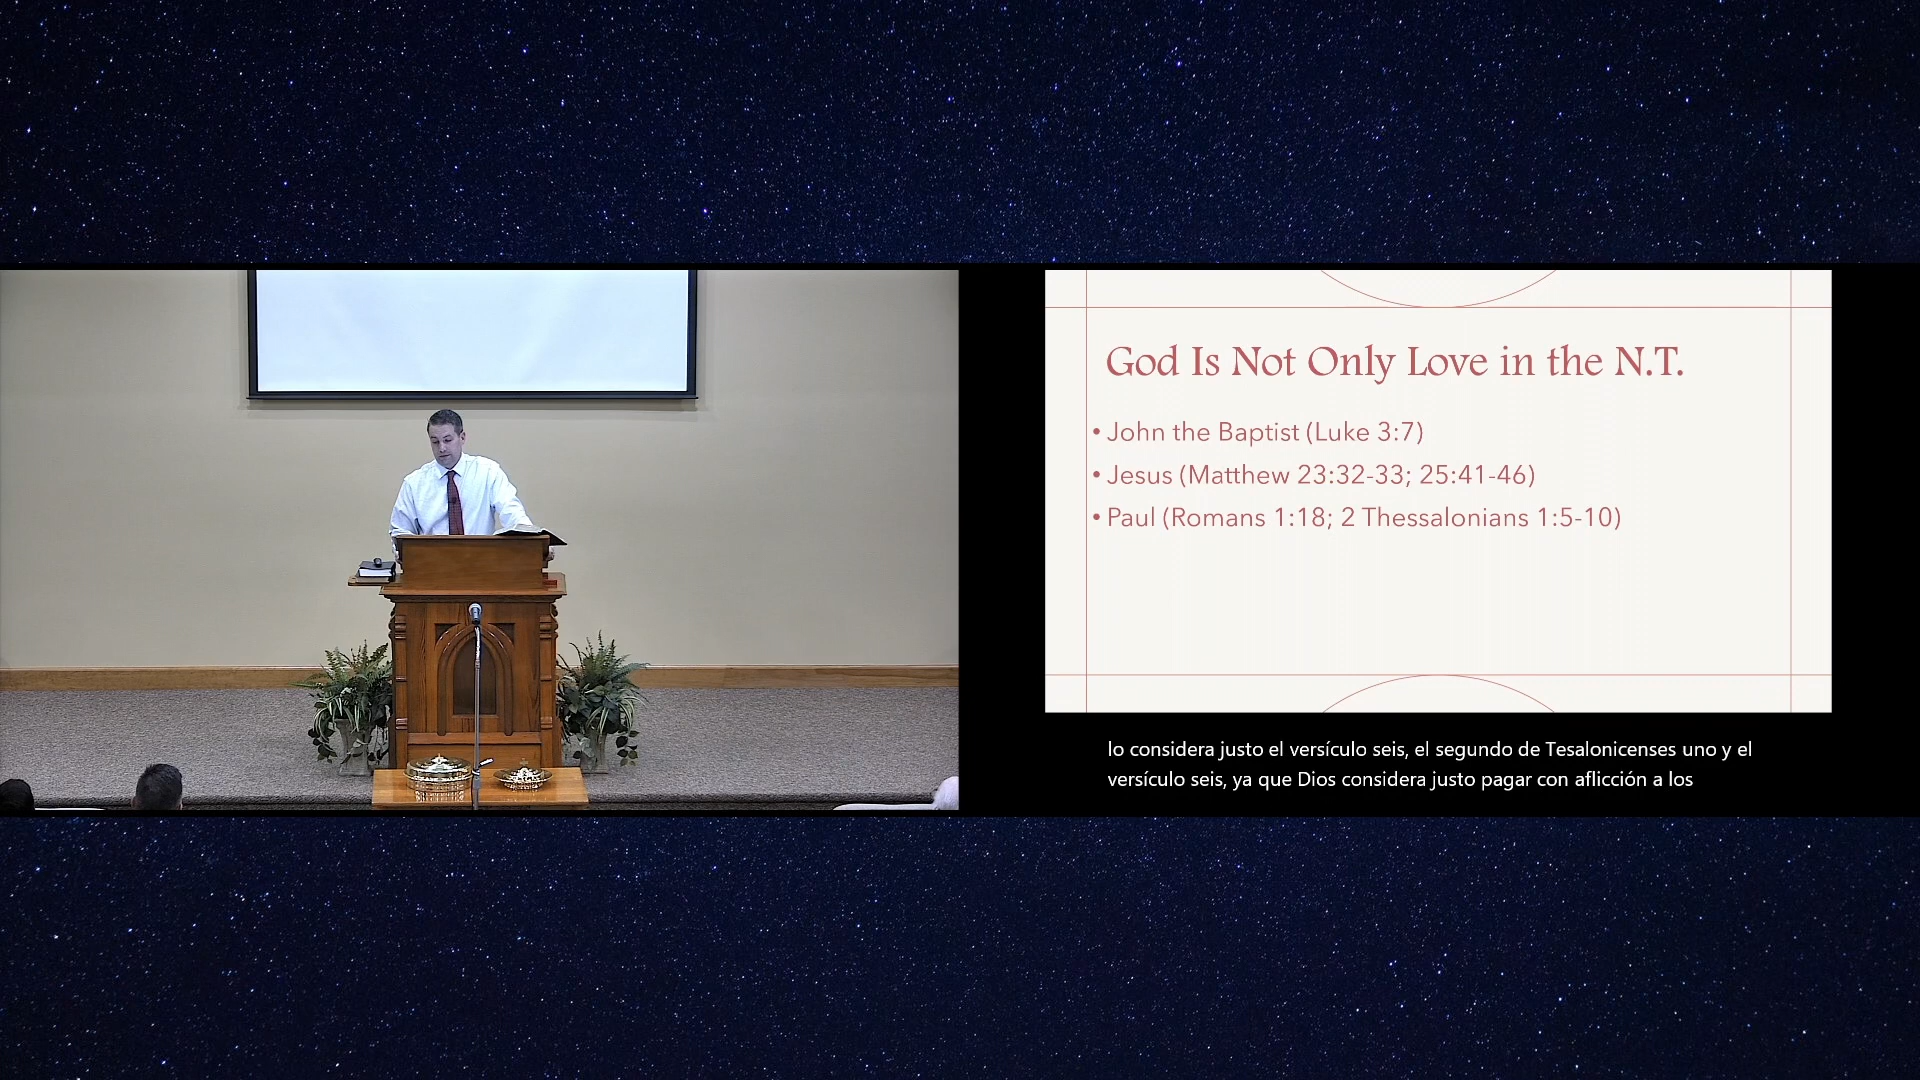 God Is Not Only Love in the N.T.
• John the Baptist (Luke 3:7)
• Jesus (Matthew 23:32-33; 25:41-46)
• Paul (Romans 1:18; 2 Thessalonians 1:5-10)
lo considera justo el versículo seis, el segundo de Tesalonicenses uno y el
versículo seis, ya que Dios considera justo pagar con aflicción a los